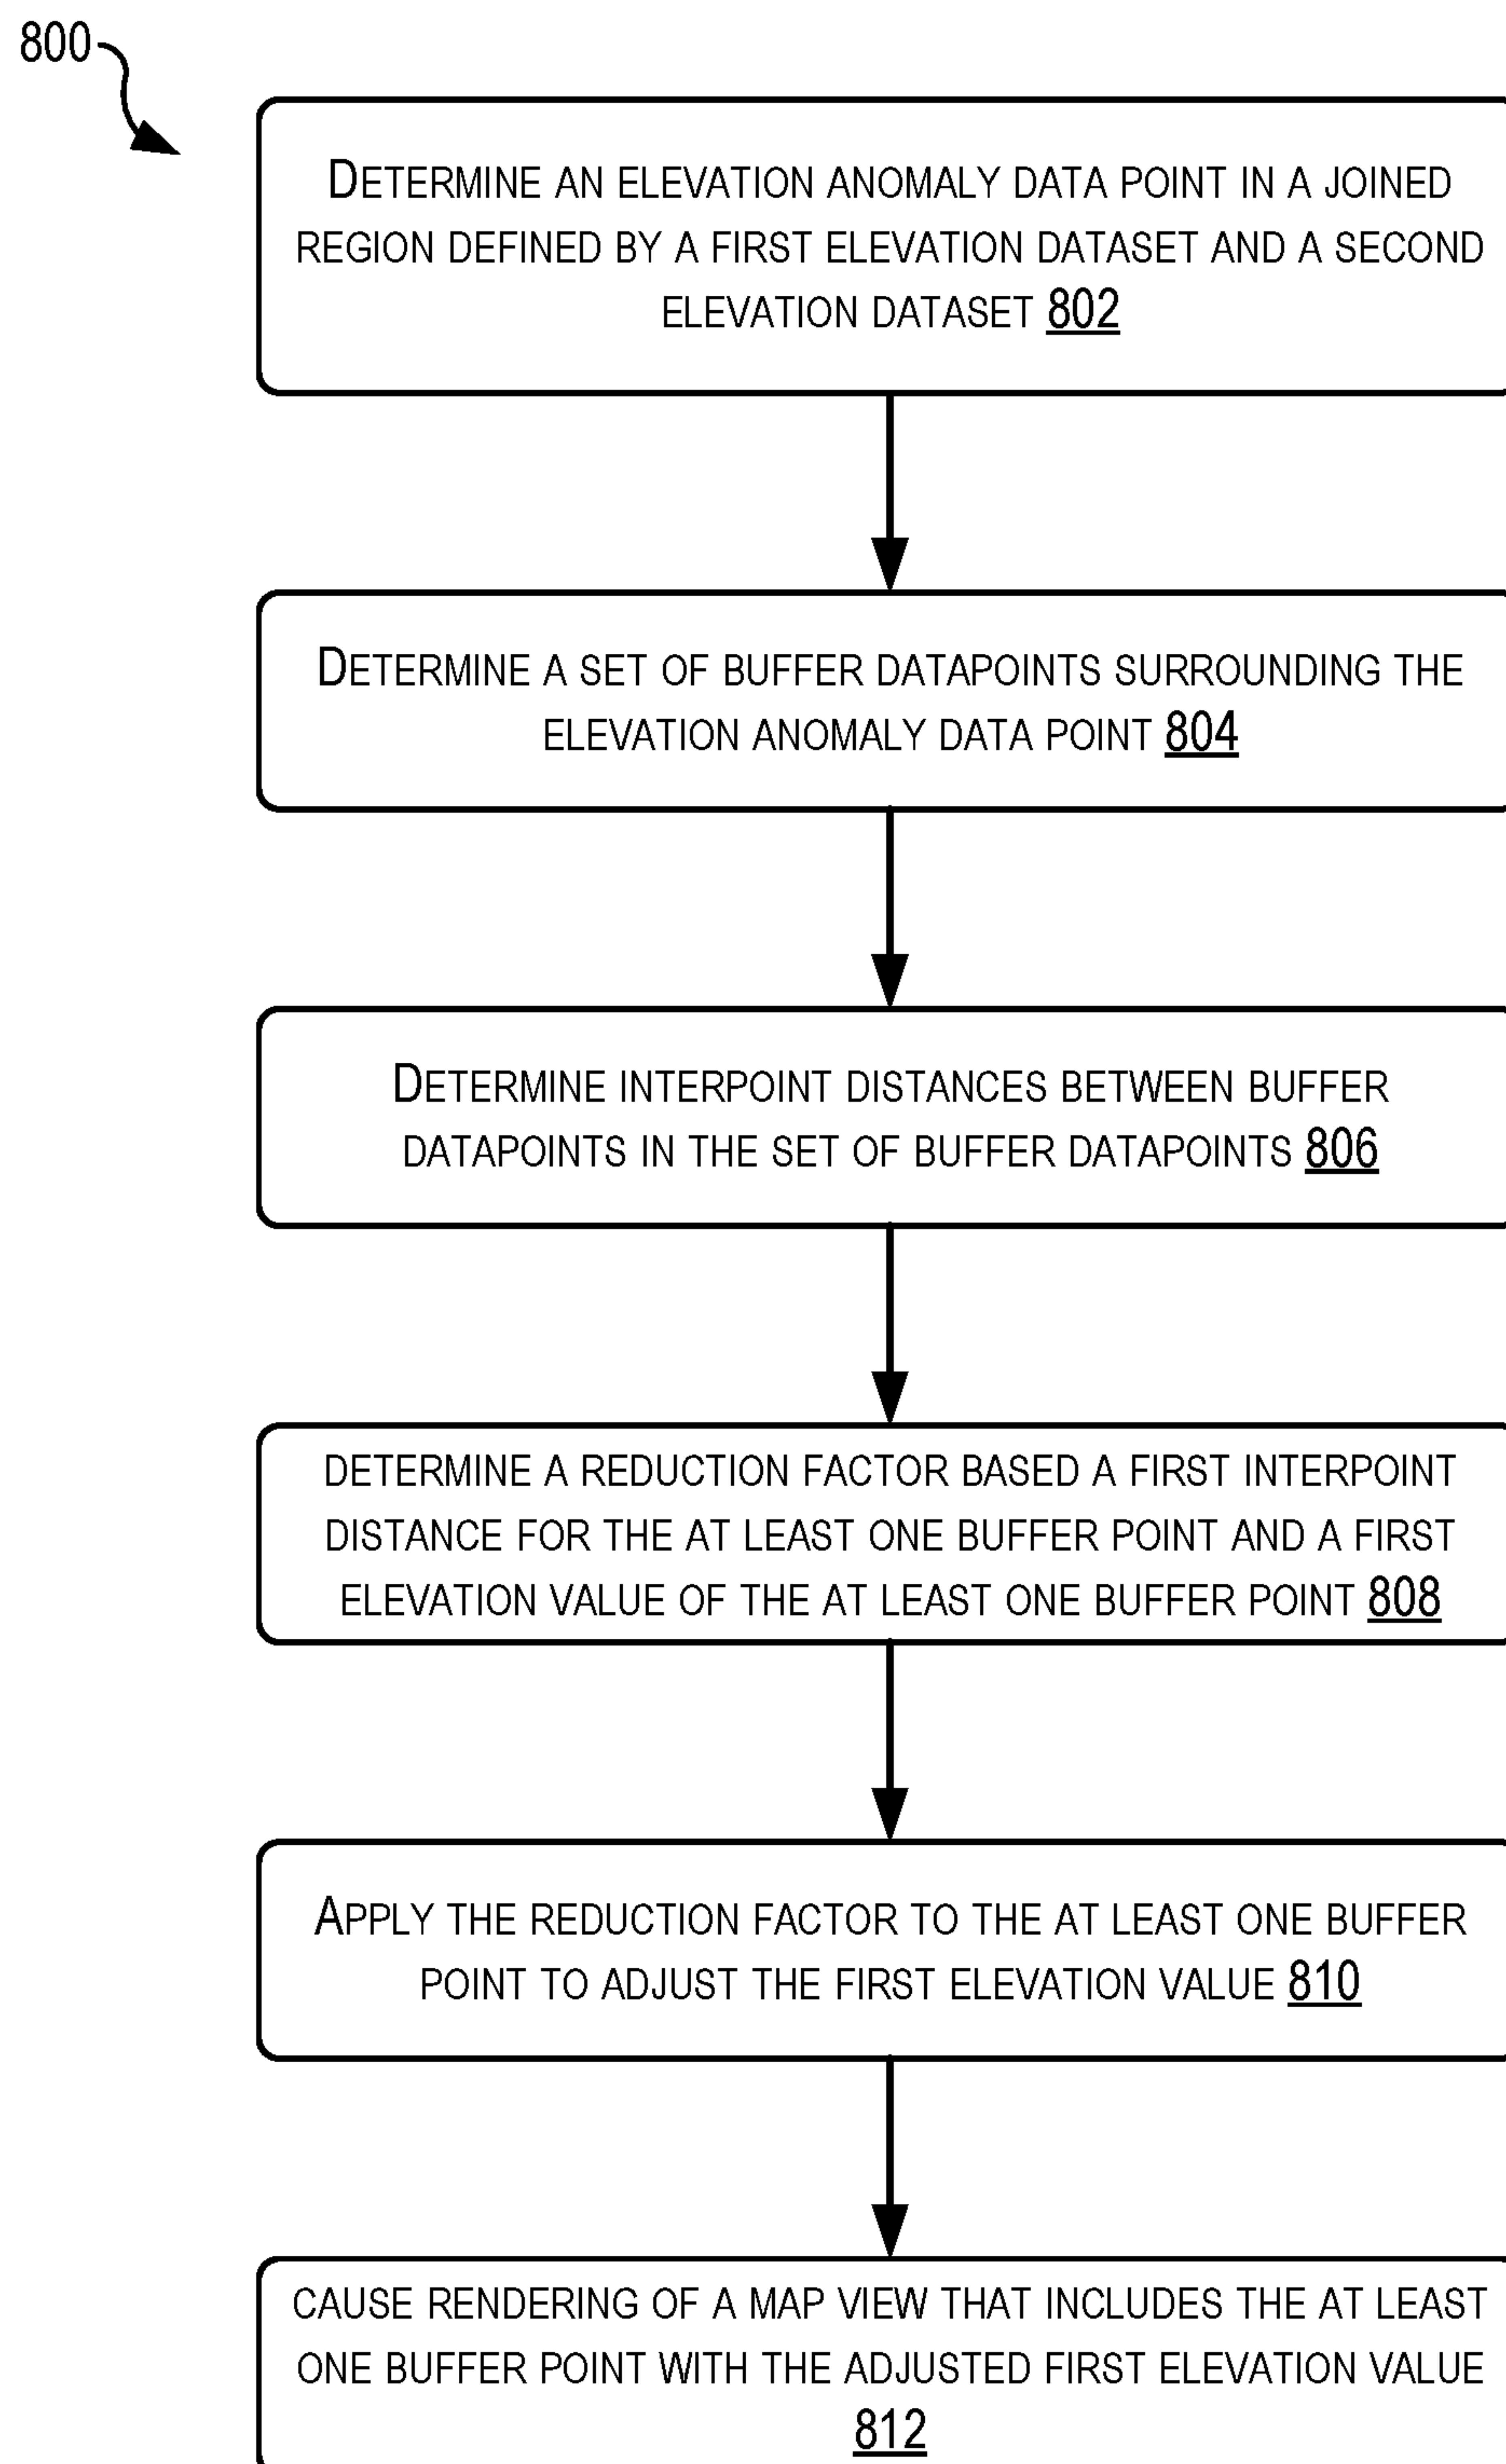 800
DETERMINE AN ELEVATION ANOMALY DATA POINT IN A JOINED
REGION DEFINED BY A FIRST ELEVATION DATASET AND A SECOND
ELEVATION DATASET 802
DETERMINE A SET OF BUFFER DATAPOINTS SURROUNDING THE
ELEVATION ANOMALY DATA POINT 804
DETERMINE INTERPOINT DISTANCES BETWEEN BUFFER
DATAPOINTS IN THE SET OF BUFFER DATAPOINTS 806
DETERMINE A REDUCTION FACTOR BASED A FIRST INTERPOINT
DISTANCE FOR THE AT LEAST ONE BUFFER POINT AND A FIRST
ELEVATION VALUE OF THE AT LEAST ONE BUFFER POINT 808
APPLY THE REDUCTION FACTOR TO THE AT LEAST ONE BUFFER
POINT TO ADJUST THE FIRST ELEVATION VALUE 810
CAUSE RENDERING OF A MAP VIEW THAT INCLUDES THE AT LEAST
ONE BUFFER POINT WITH THE ADJUSTED FIRST ELEVATION VALUE
812